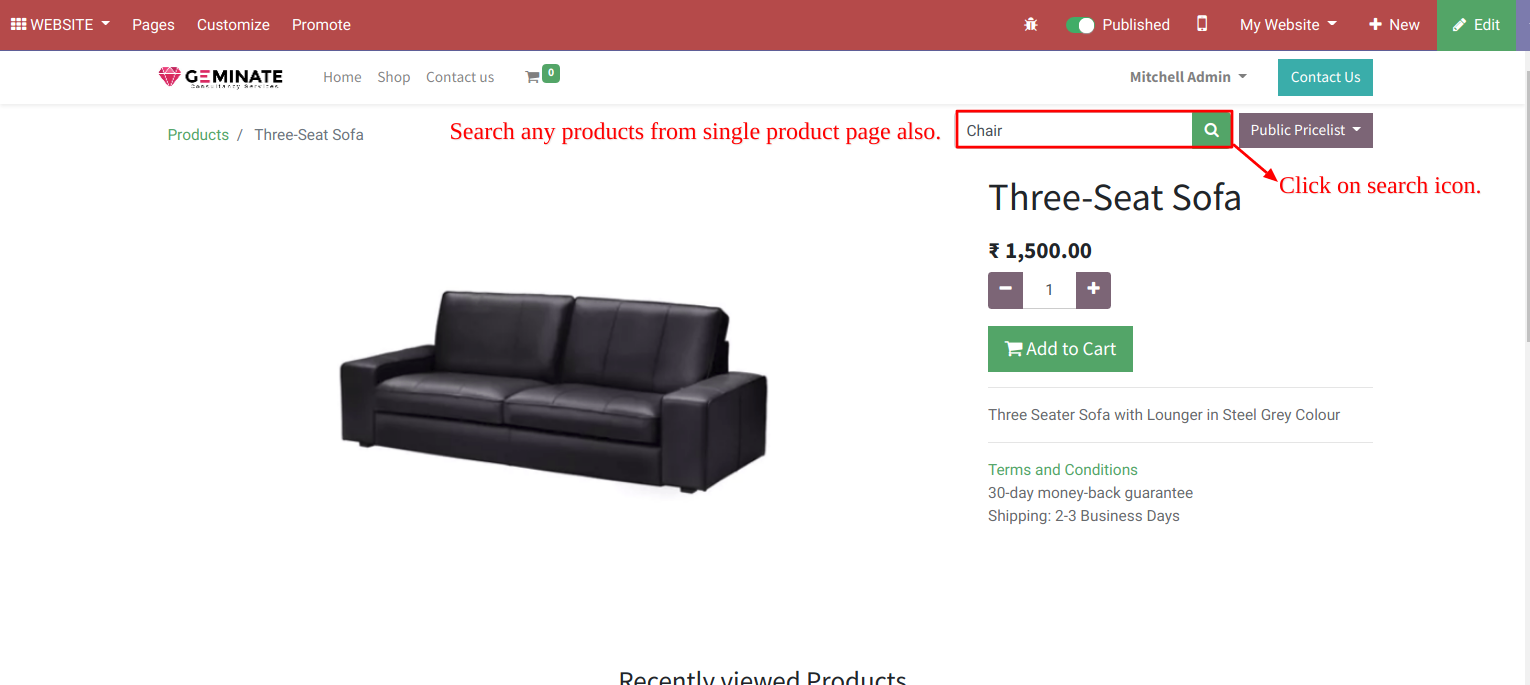 WEBSITE Pages Customize Promote Published My Website New Edit
GEMINATE
Consultancy Services
Home Shop Contact us 0 Mitchell Admin Contact Us
Products / Three-Seat Sofa
Search any products from single product page also.
Chair
Public Pricelist
Click on search icon.
Three-Seat Sofa
₹ 1,500.00
1
Add to Cart
Three Seater Sofa with Lounger in Steel Grey Colour
Terms and Conditions
30-day money-back guarantee
Shipping: 2-3 Business Days
Recently viewed Products